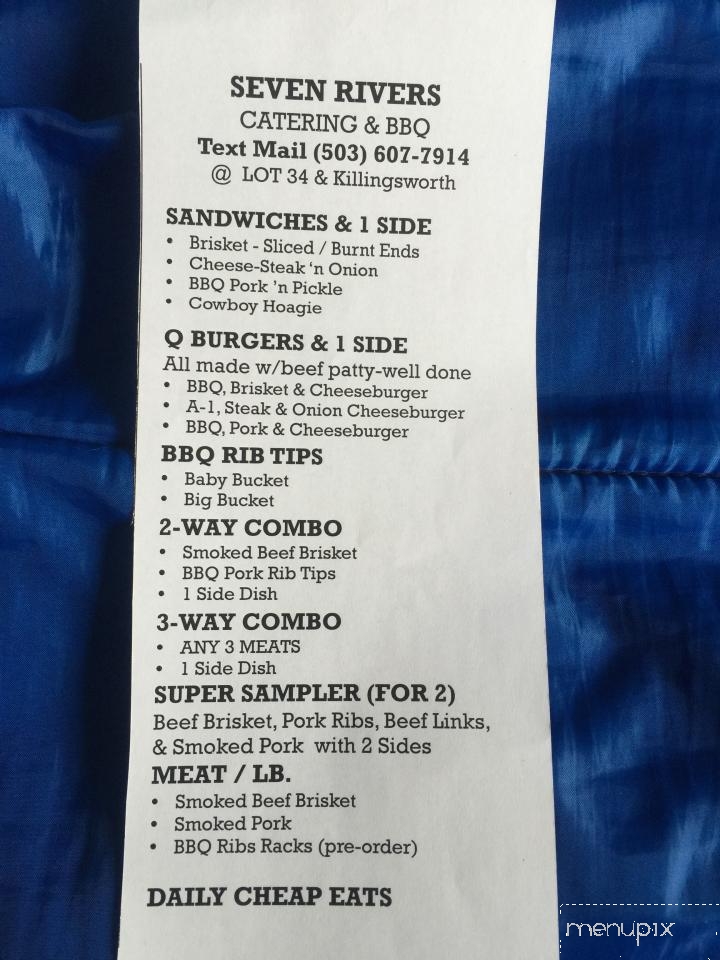 SEVEN RIVERS
CATERING & BBQ
Text Mail (503) 607-7914
@ LOT 34 & Killingsworth
SANDWICHES & 1 SIDE
• Brisket - Sliced / Burnt Ends
• Cheese-Steak ‘n Onion
• BBQ Pork ’n Pickle
• Cowboy Hoagie
Q BURGERS & 1 SIDE
All made w/beef patty-well done
• BBQ, Brisket & Cheeseburger
• A-1, Steak & Onion Cheeseburger
• BBQ, Pork & Cheeseburger
BBQ RIB TIPS
• Baby Bucket
• Big Bucket
2-WAY COMBO
• Smoked Beef Brisket
• BBQ Pork Rib Tips
• 1 Side Dish
3-WAY COMBO
• ANY 3 MEATS
• 1 Side Dish
SUPER SAMPLER (FOR 2)
Beef Brisket, Pork Ribs, Beef Links,
& Smoked Pork with 2 Sides
MEAT / LB.
• Smoked Beef Brisket
• Smoked Pork
• BBQ Ribs Racks (pre-order)
DAILY CHEAP EATS
menupix